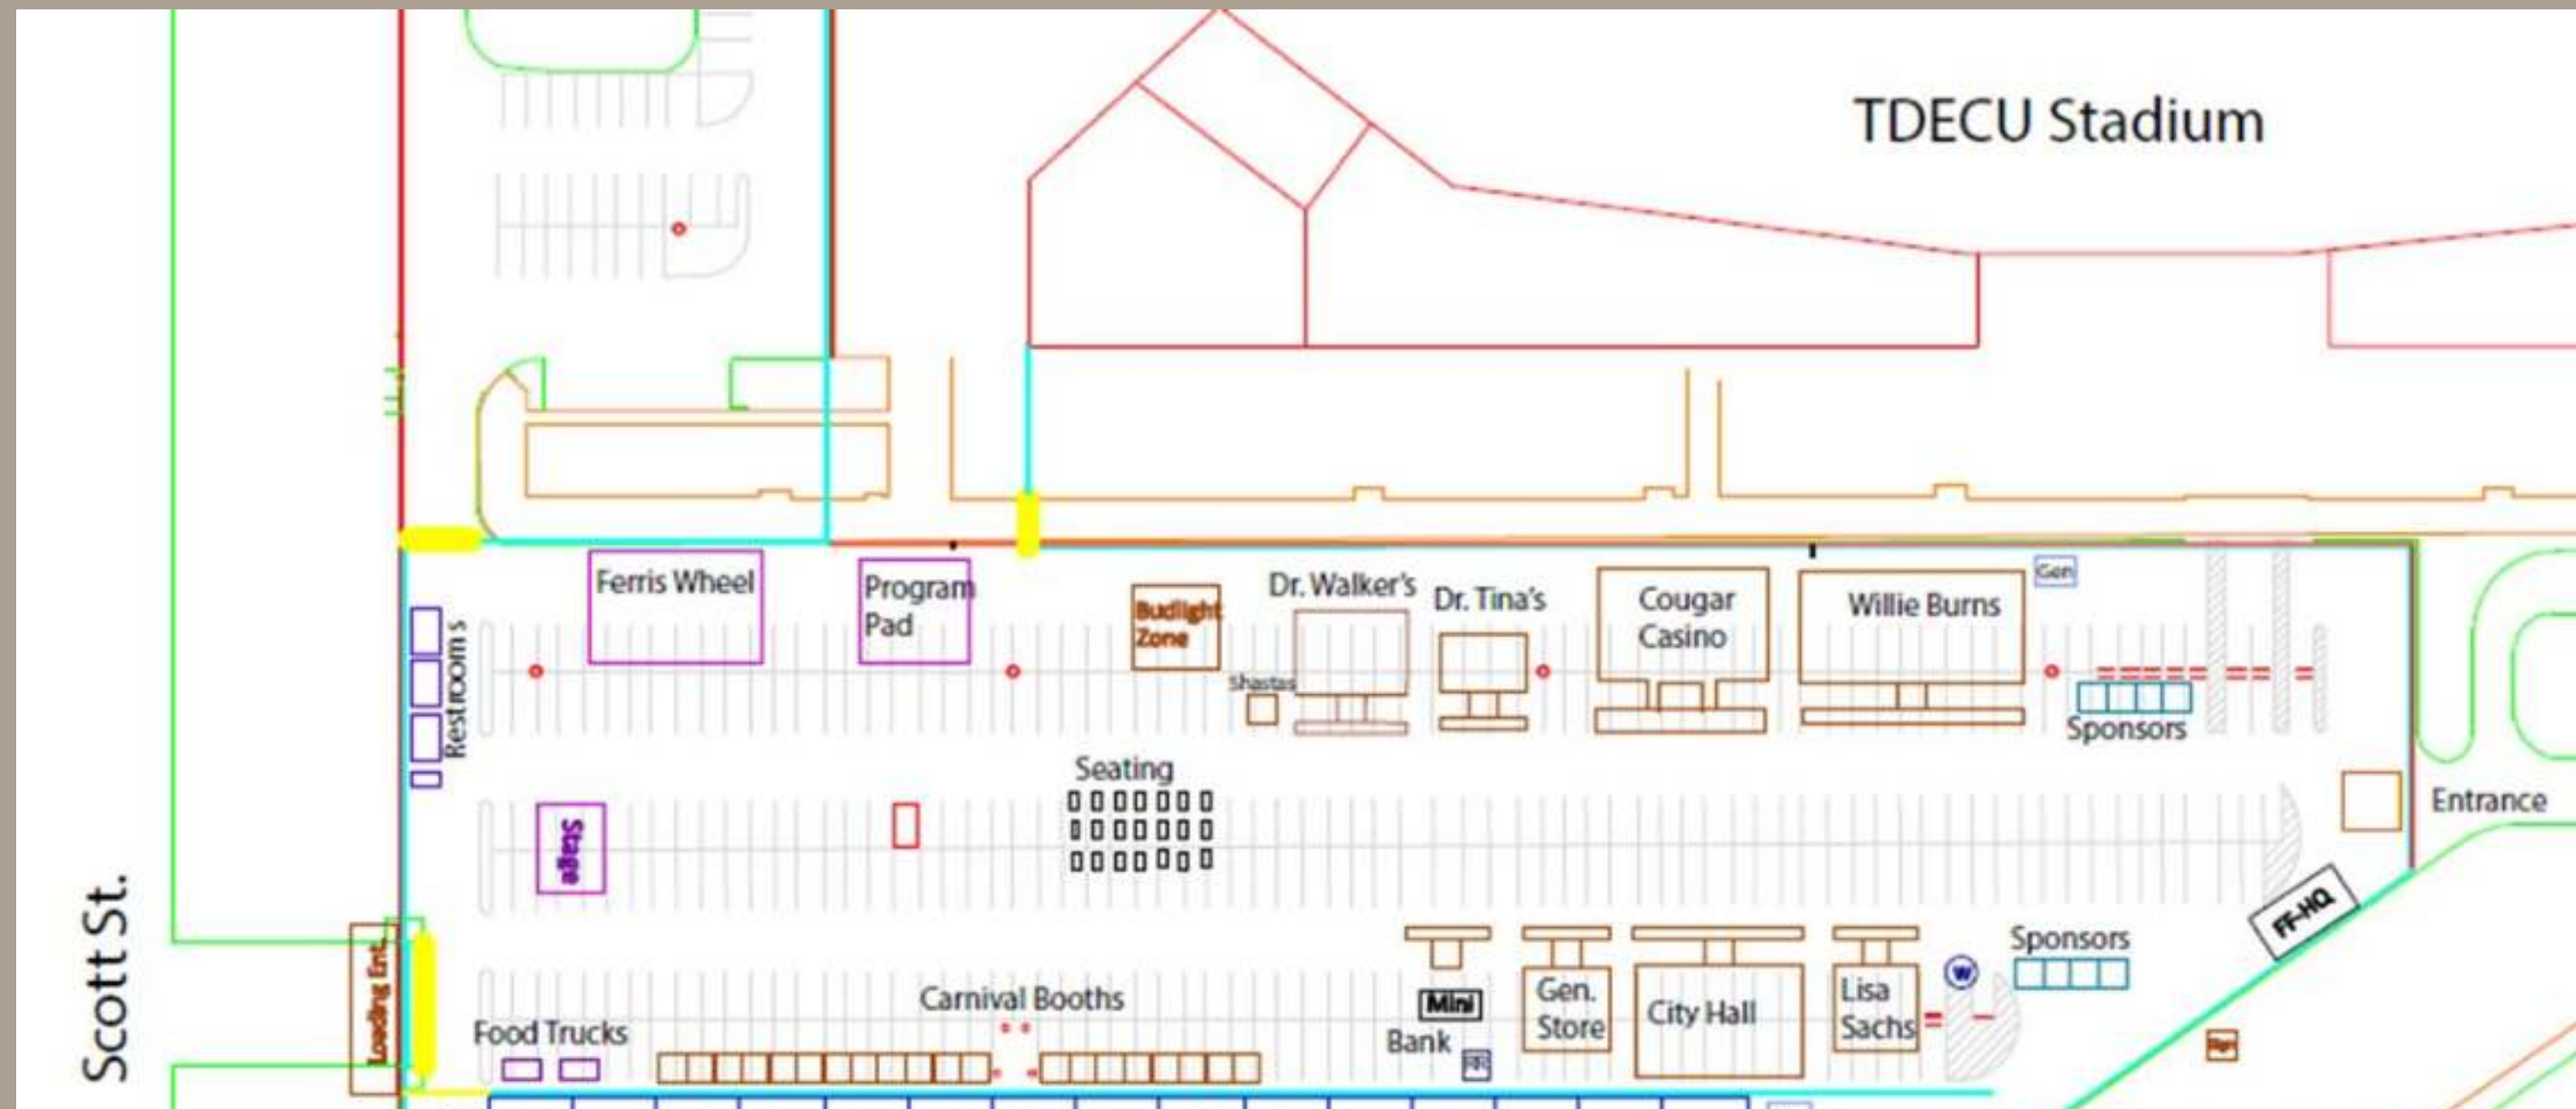 TDECU Stadium
Ferris Wheel
Program
Pad
Budlight
Zone
Dr. Walker's
Shastas
Dr. Tina's
Cougar
Casino
Willie Burns
Gen
Sponsors
Restrooms
Seating
Stage
Entrance
FF-HQ
Scott St.
Loading Ent.
Food Trucks
Carnival Booths
Mini
Bank
Gen.
Store
City Hall
Lisa
Sachs
W
Sponsors